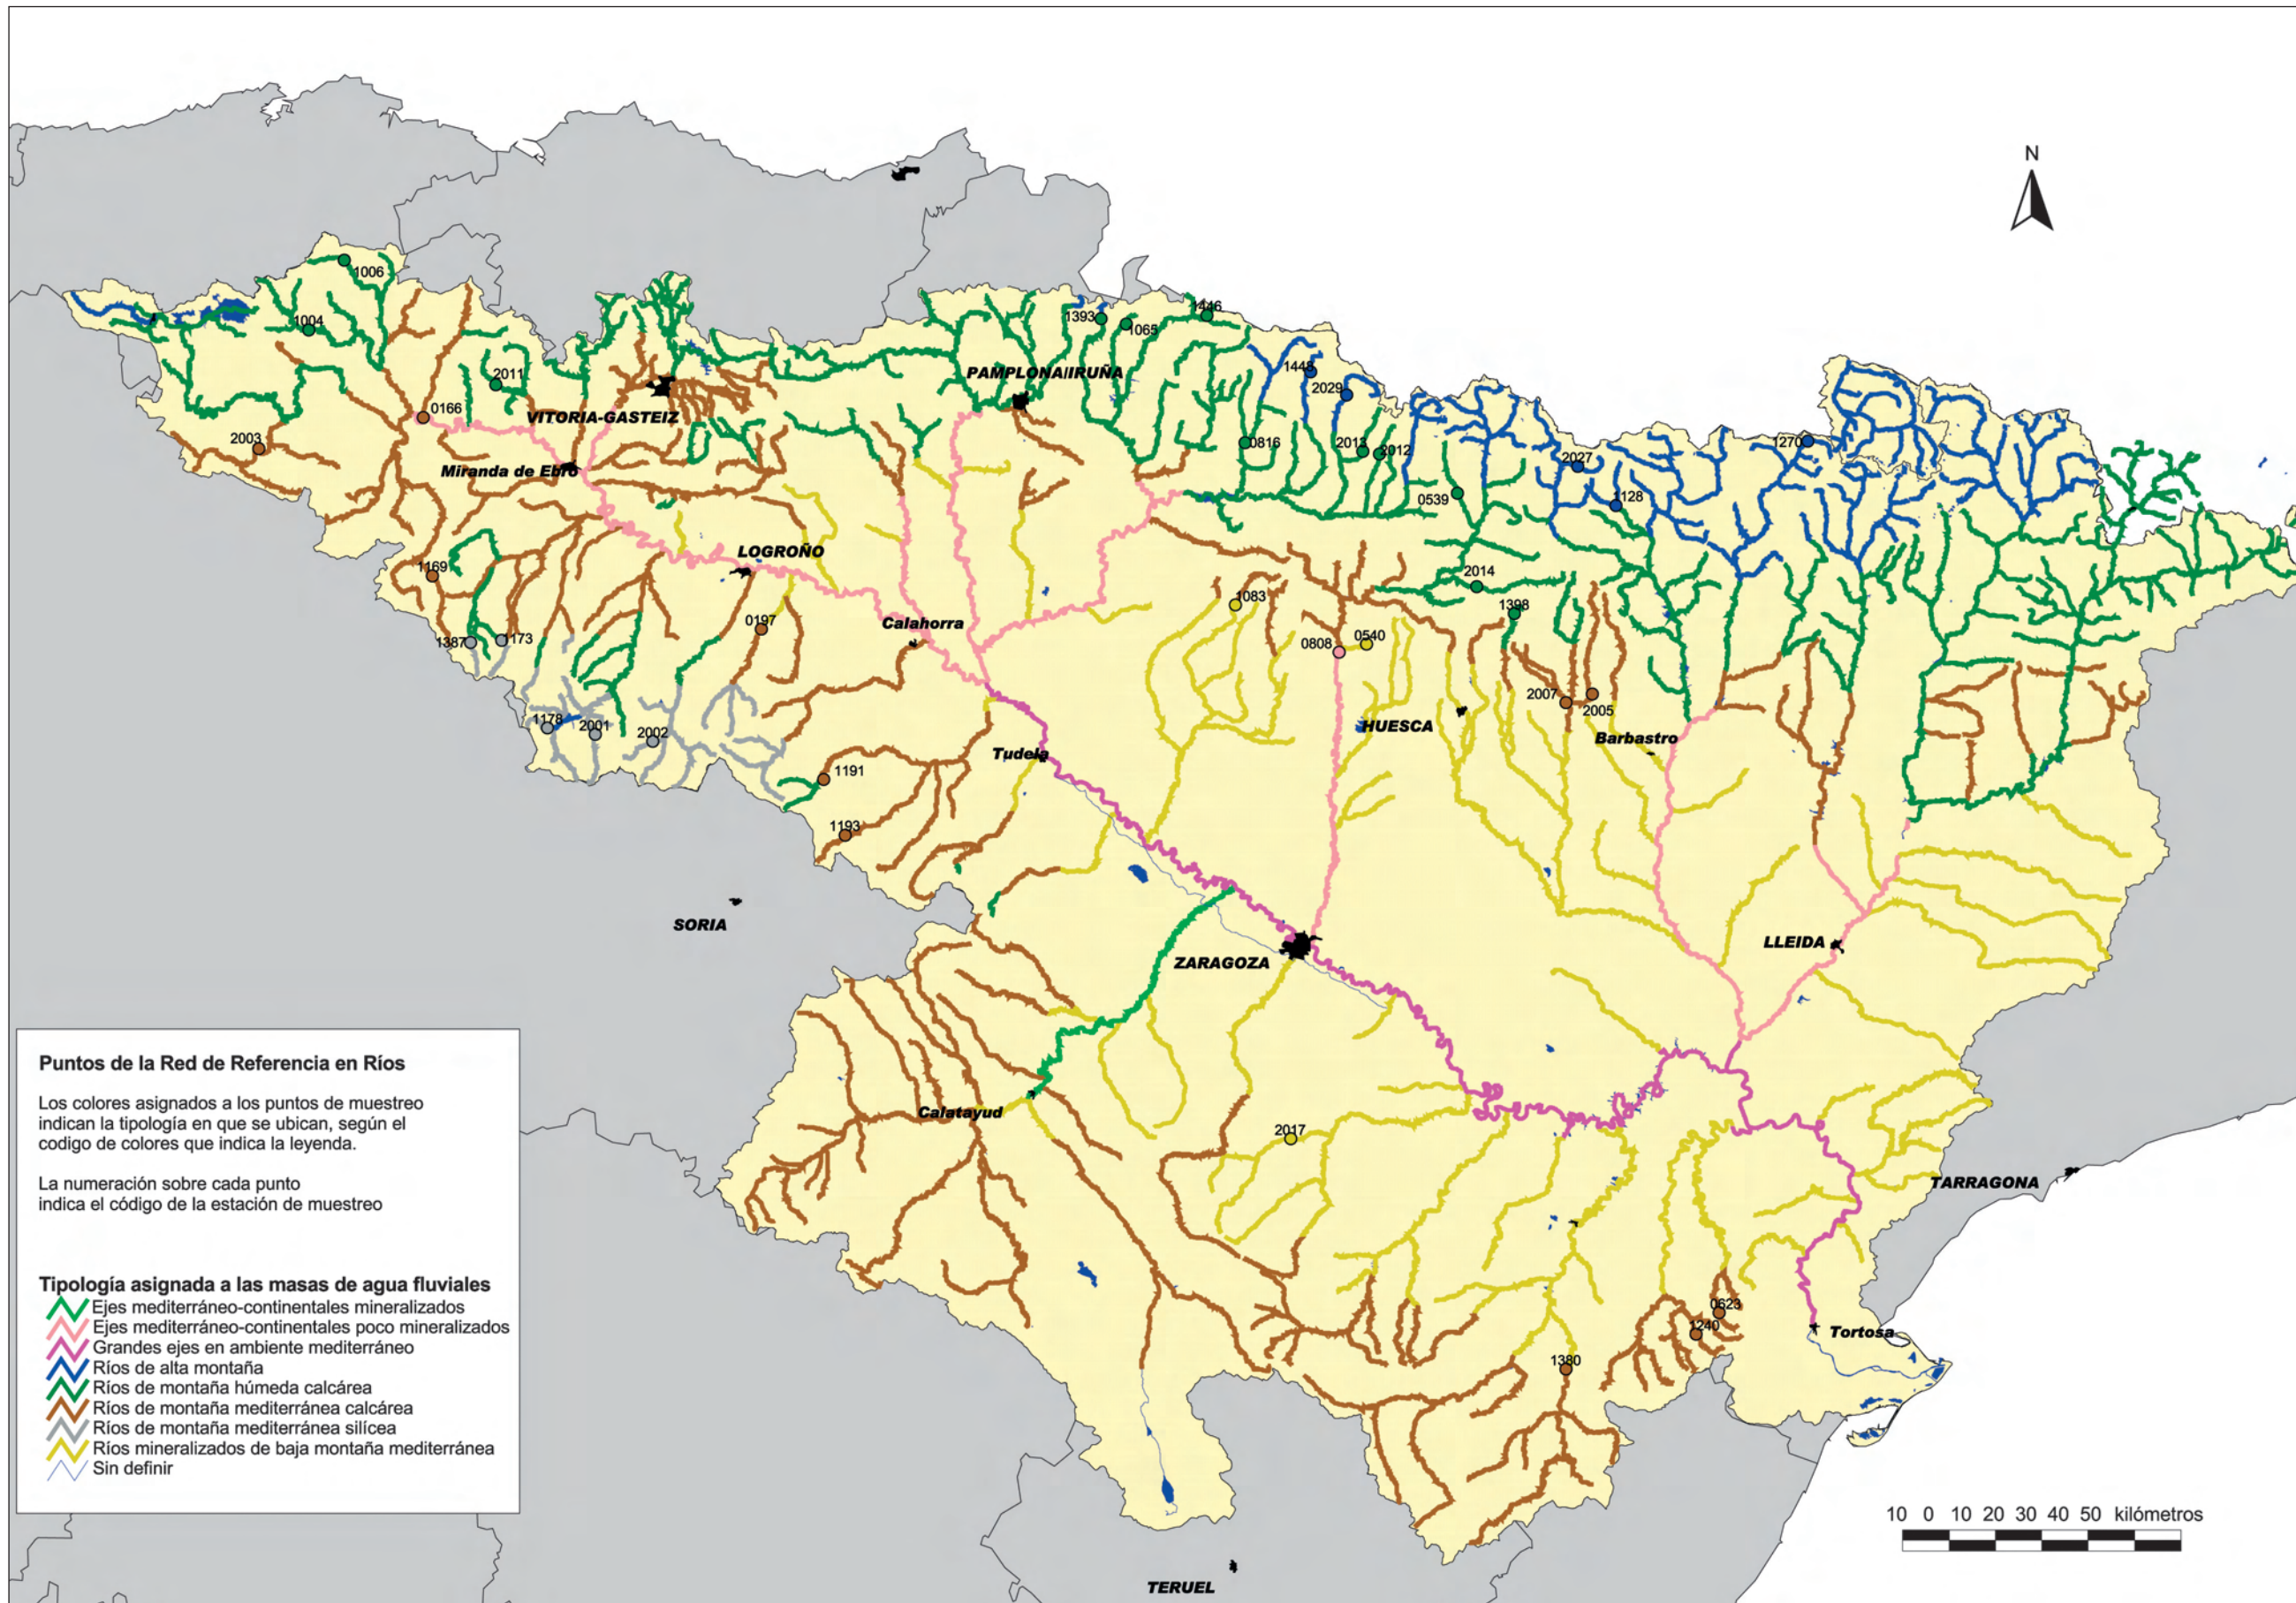 N
1006
1004
1446
1393
1065
PAMPLONA/IRUÑA
1448
2029
2011
0166
VITORIA-GASTEIZ
2003
0816
2013
2012
1270
Miranda de Ebro
2027
0539
1128
LOGROÑO
1169
2014
1083
1398
0197
Calahorra
1387
1173
0808
0540
2007
2005
1178
2001
2002
HUESCA
Barbastro
Tudela
1191
1193
SORIA
LLEIDA
ZARAGOZA
Puntos de la Red de Referencia en Ríos
Los colores asignados a los puntos de muestreo
indican la tipología en que se ubican, según el
codigo de colores que indica la leyenda.
La numeración sobre cada punto
indica el código de la estación de muestreo
Calatayud
2017
TARRAGONA
Tipología asignada a las masas de agua fluviales
Ejes mediterráneo-continentales mineralizados
Ejes mediterráneo-continentales poco mineralizados
Grandes ejes en ambiente mediterráneo
Ríos de alta montaña
Ríos de montaña húmeda calcárea
Ríos de montaña mediterránea calcárea
Ríos de montaña mediterránea silícea
Ríos mineralizados de baja montaña mediterránea
Sin definir
0623
1240
Tortosa
1380
10 0 10 20 30 40 50 kilómetros
TERUEL